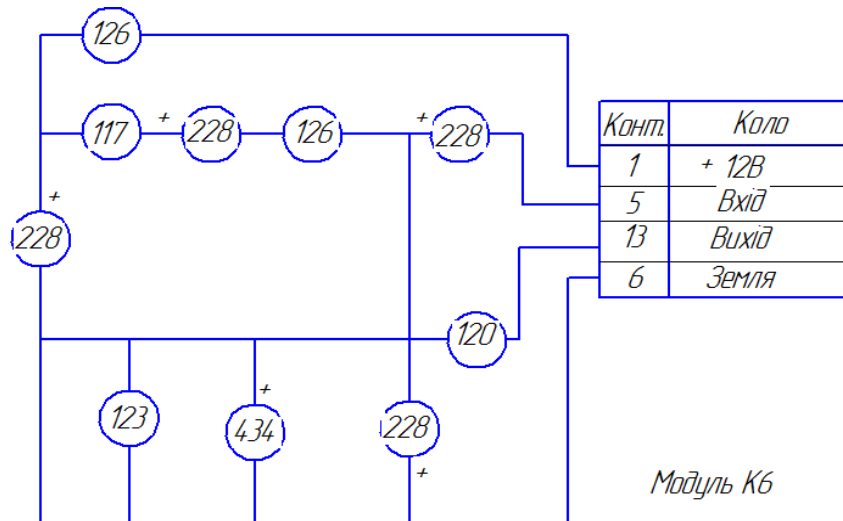 126
117 + 228 126 + 228
Конт. Коло
1 + 12В
5 Вхід
13 Вихід
6 Земля
+
228
120
+
123 434 228
+
Модуль К6